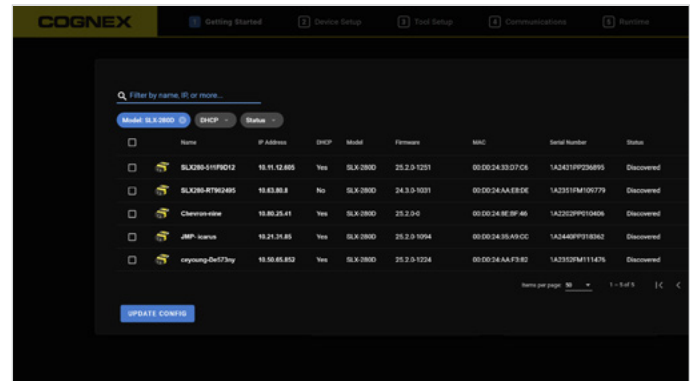 COGNEX
1 Getting Started 2 Device Setup 3 Tool Setup 4 Communications 5 Runtime
Filter by name, IP, or more...
Model: SLX-280D DHCP Status
Name IP Address DHCP Model Firmware MAC Serial Number Status
SLX280-511F8D12 10.11.12.605 Yes SLX-280D 25.2.0-1251 00:D0:24:33:D7:C6 1A2431PP236895 Discovered
SLX280-RT902495 10.63.80.8 No SLX-280D 24.3.0-1031 00:D0:24:AA:EB:DE 1A2351FM109779 Discovered
Chevron-nine 10.80.25.41 Yes SLX-280D 25.2.0-0 00:D0:24:8E:BF:46 1A2202PP010406 Discovered
JMP- icarus 10.21.31.85 Yes SLX-280D 25.2.0-1094 00:D0:24:35:A9:CC 1A2440PP318362 Discovered
ceyoung-De573ny 10.50.65.852 Yes SLX-280D 25.2.0-1224 00:D0:24:AA:F3:82 1A2352FM111476 Discovered
Items per page: 50 1 – 5 of 5
UPDATE CONFIG